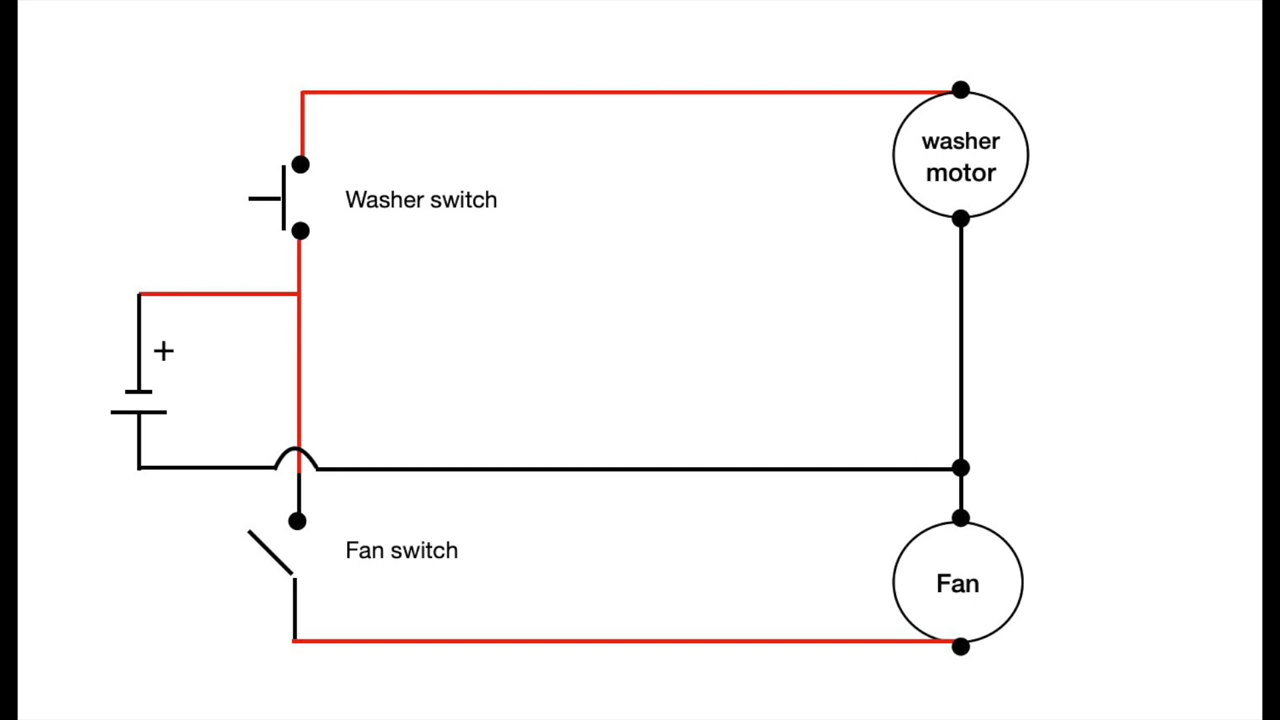 washer
motor
Washer switch
+
Fan switch
Fan